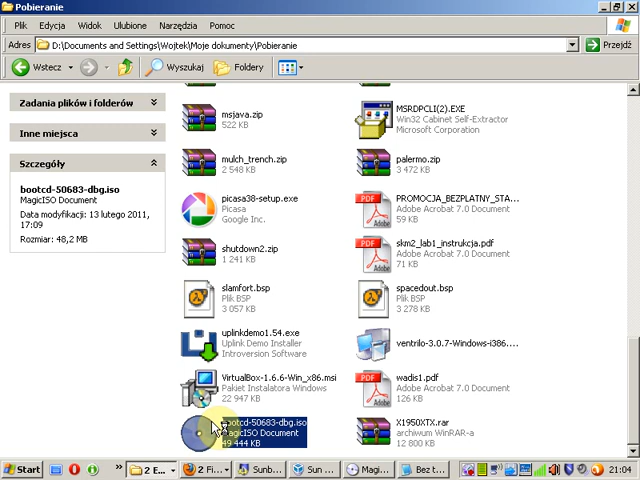 Pobieranie
Plik Edycja Widok Ulubione Narzędzia Pomoc
Adres D:\Documents and Settings\Wojtek\Moje dokumenty\Pobieranie Przejdź
Wstecz Wyszukaj Foldery
Zadania plików i folderów
Inne miejsca
Szczegóły
bootcd-50683-dbg.iso
MagicISO Document
Data modyfikacji: 13 lutego 2011,
17:09
Rozmiar: 48,2 MB
msjava.zip
522 KB
MSRDPCLI(2).EXE
Win32 Cabinet Self-Extractor
Microsoft Corporation
mulch_trench.zip
2 548 KB
palermo.zip
3 472 KB
picasa38-setup.exe
Picasa
Google Inc.
PROMOCJA_BEZPLATNY_STA...
Adobe Acrobat 7.0 Document
59 KB
shutdown2.zip
1 241 KB
skm2_lab1_instrukcja.pdf
Adobe Acrobat 7.0 Document
71 KB
slamfort.bsp
Plik BSP
3 057 KB
spacedout.bsp
Plik BSP
3 278 KB
uplinkdemo1.54.exe
Uplink Demo Installer
Introversion Software
ventrilo-3.0.7-Windows-i386....
VirtualBox-1.6.6-Win_x86.msi
Pakiet Instalatora Windows
22 947 KB
wadis1.pdf
Adobe Acrobat 7.0 Document
126 KB
bootcd-50683-dbg.iso
MagicISO Document
49 444 KB
X1950XTX.rar
archiwum WinRAR-a
12 800 KB
Start 2 E... 2 Fi... Sunb... Sun ... Magi... Bez t... 21:04